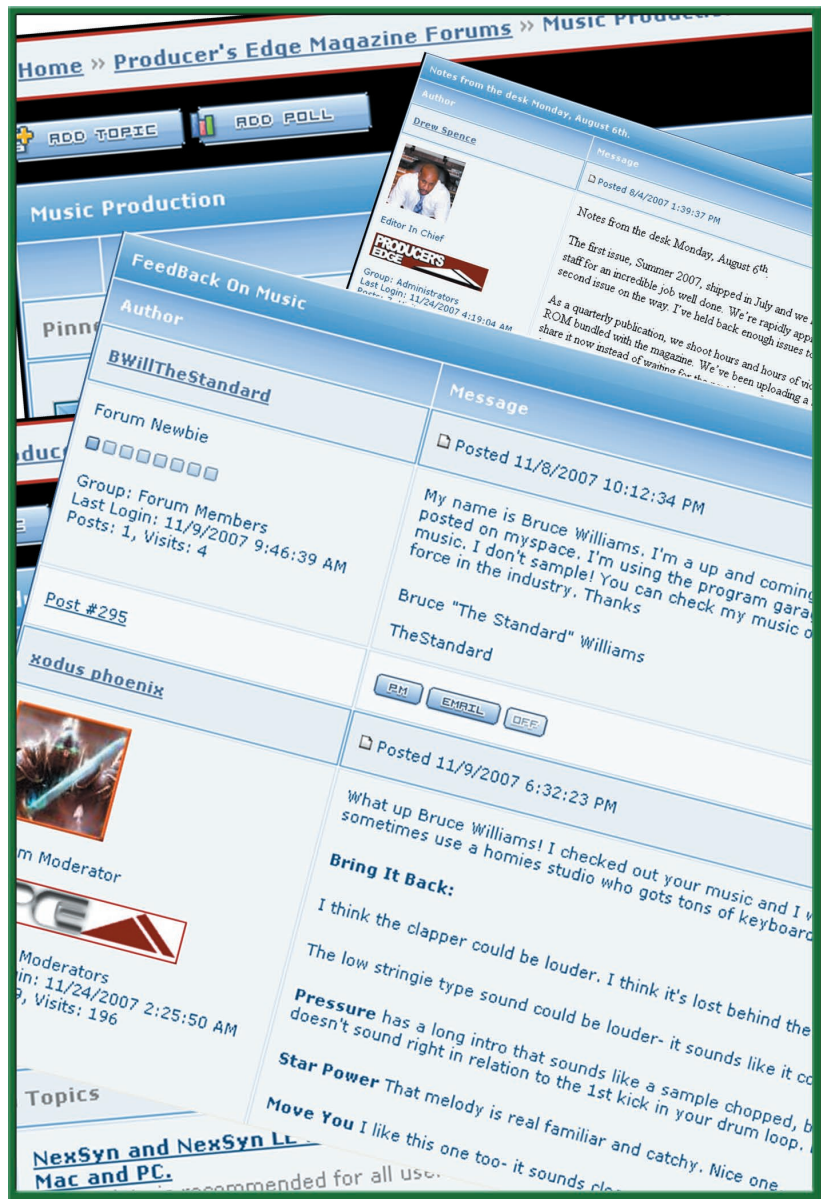 Home » Producer's Edge Magazine Forums » Music Production
ADD TOPIC
ADD POLL
Music Production
Notes from the desk Monday, August 6th.
Author
Message
Drew Spence
Posted 8/4/2007 1:39:37 PM
Editor In Chief
PRODUCER'S
EDGE
Group: Administrators
Last Login: 11/24/2007 4:19:04 AM
Notes from the desk Monday, August 6th
The first issue, Summer 2007, shipped in July and we
staff for an incredible job well done. We're rapidly
second issue on the way. I've held back enough issues to
As a quarterly publication, we shoot hours and hours of
ROM bundled with the magazine. We've been uploading a
share it now instead of waiting for
FeedBack On Music
Author
Message
BWillTheStandard
Posted 11/8/2007 10:12:34 PM
Forum Newbie
Group: Forum Members
Last Login: 11/9/2007 9:46:39 AM
Posts: 1, Visits: 4
My name is Bruce Williams. I'm a up and coming
posted on myspace. I'm using the program
music. I don't sample! You can check my music
force in the industry. Thanks
Bruce "The Standard" Williams
TheStandard
Post #295
PM
EMAIL
OFF
xodus phoenix
Posted 11/9/2007 6:32:23 PM
Moderator
Moderators
11/24/2007 2:25:50 AM
Visits: 196
What up Bruce Williams! I checked out your music and I
sometimes use a homies studio who gots tons of keyboard
Bring It Back:
I think the clapper could be louder. I think it's lost behind the
The low stringie type sound could be louder- it sounds like it
Pressure has a long intro that sounds like a sample chopped,
doesn't sound right in relation to the 1st kick in your drum loop.
Star Power That melody is real familiar and catchy. Nice one
Move You I like this one too- it sounds
Topics
NexSyn and NexSyn LE
Mac and PC.
recommended for all